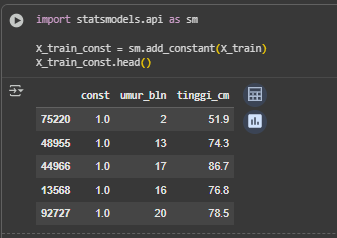 import statsmodels.api as sm
X_train_const = sm.add_constant(X_train)
X_train_const.head()
const umur_bln tinggi_cm
75220 1.0 2 51.9
48955 1.0 13 74.3
44966 1.0 17 86.7
13568 1.0 16 76.8
92727 1.0 20 78.5